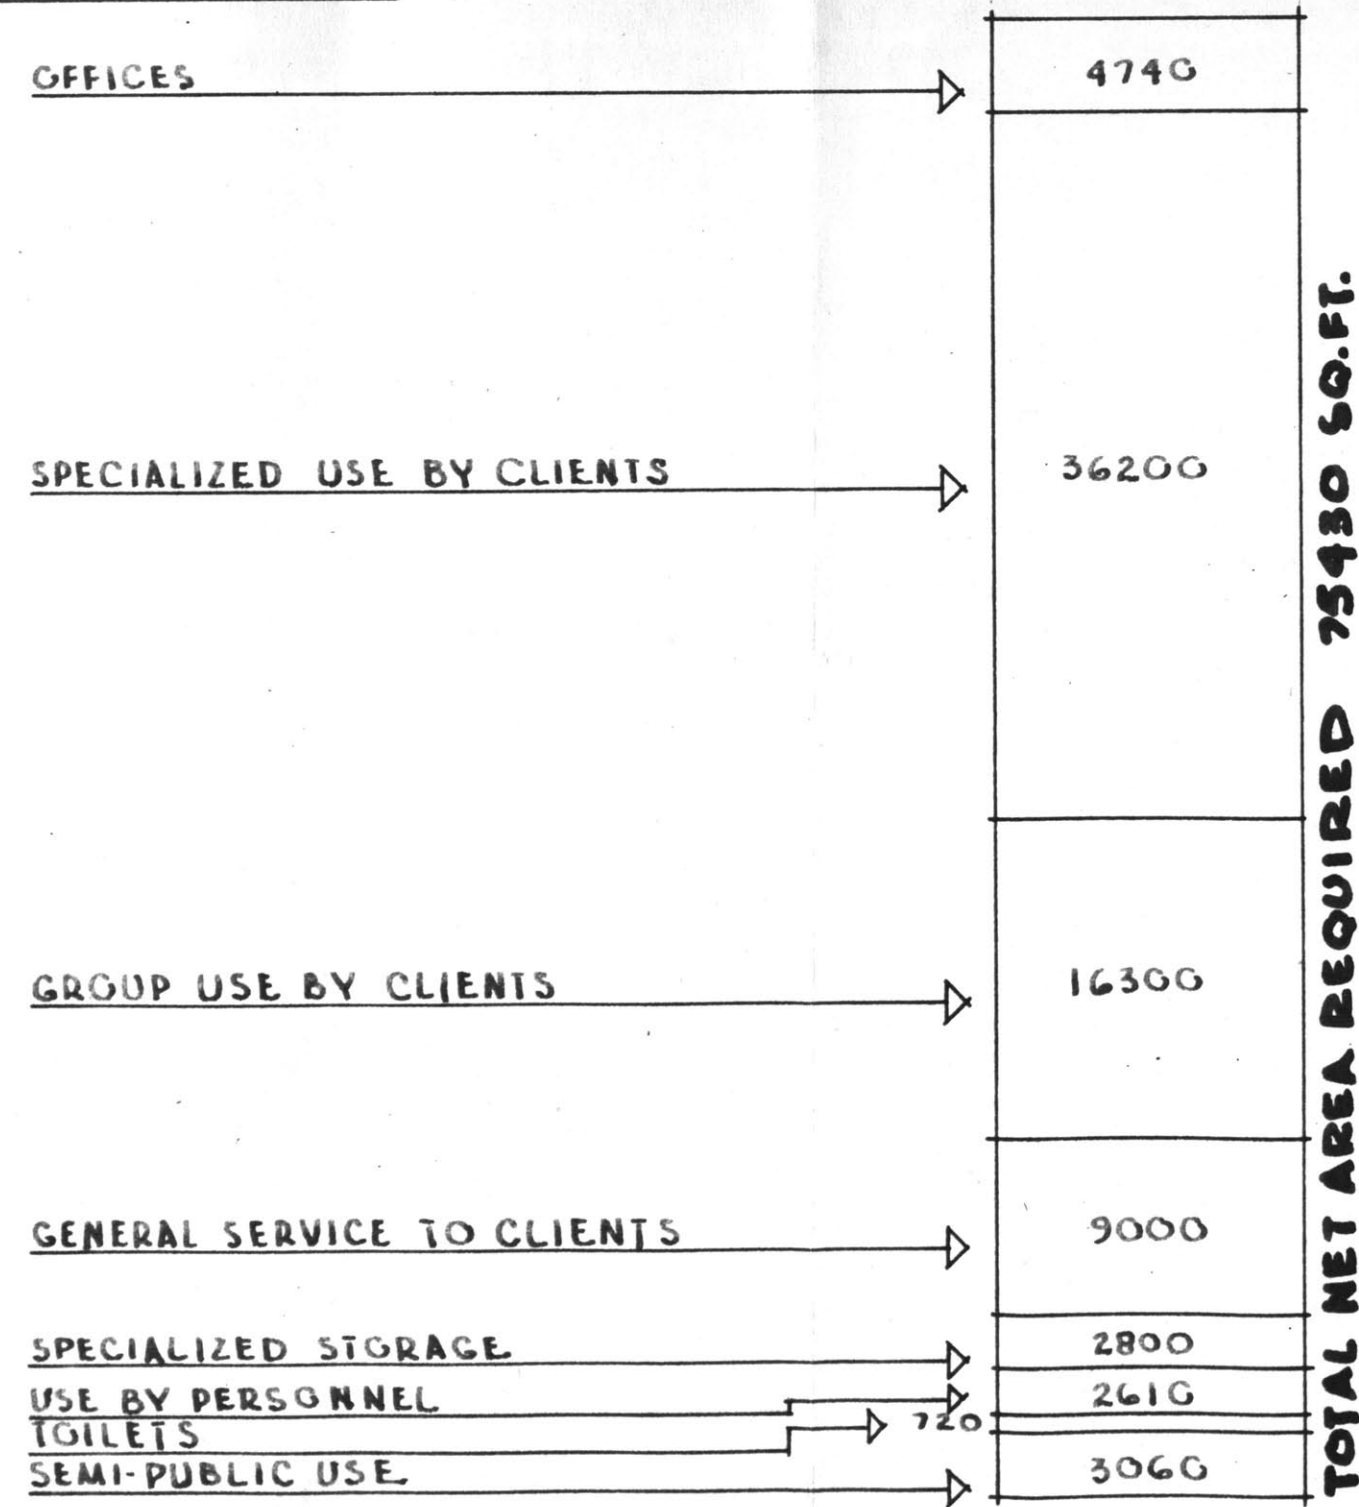 OFFICES 4740
SPECIALIZED USE BY CLIENTS 36200
GROUP USE BY CLIENTS 16300
GENERAL SERVICE TO CLIENTS 9000
SPECIALIZED STORAGE 2800
USE BY PERSONNEL 2610
TOILETS 720
SEMI-PUBLIC USE 3060
TOTAL NET AREA REQUIRED 75430 SQ.FT.